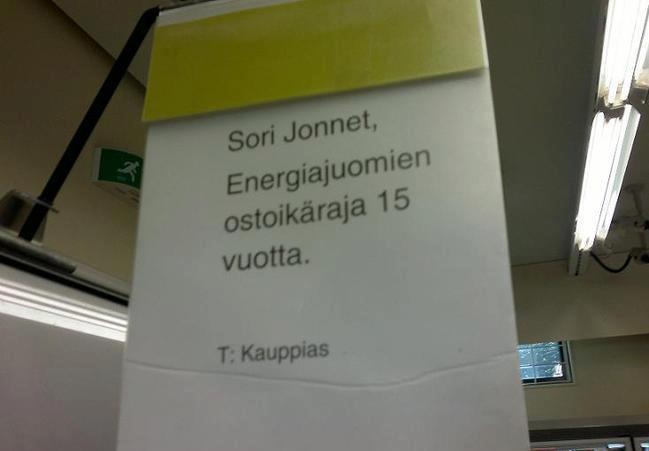 Sori Jonnet,
Energiajuomien
ostoikäraja 15
vuotta.
T: Kauppias